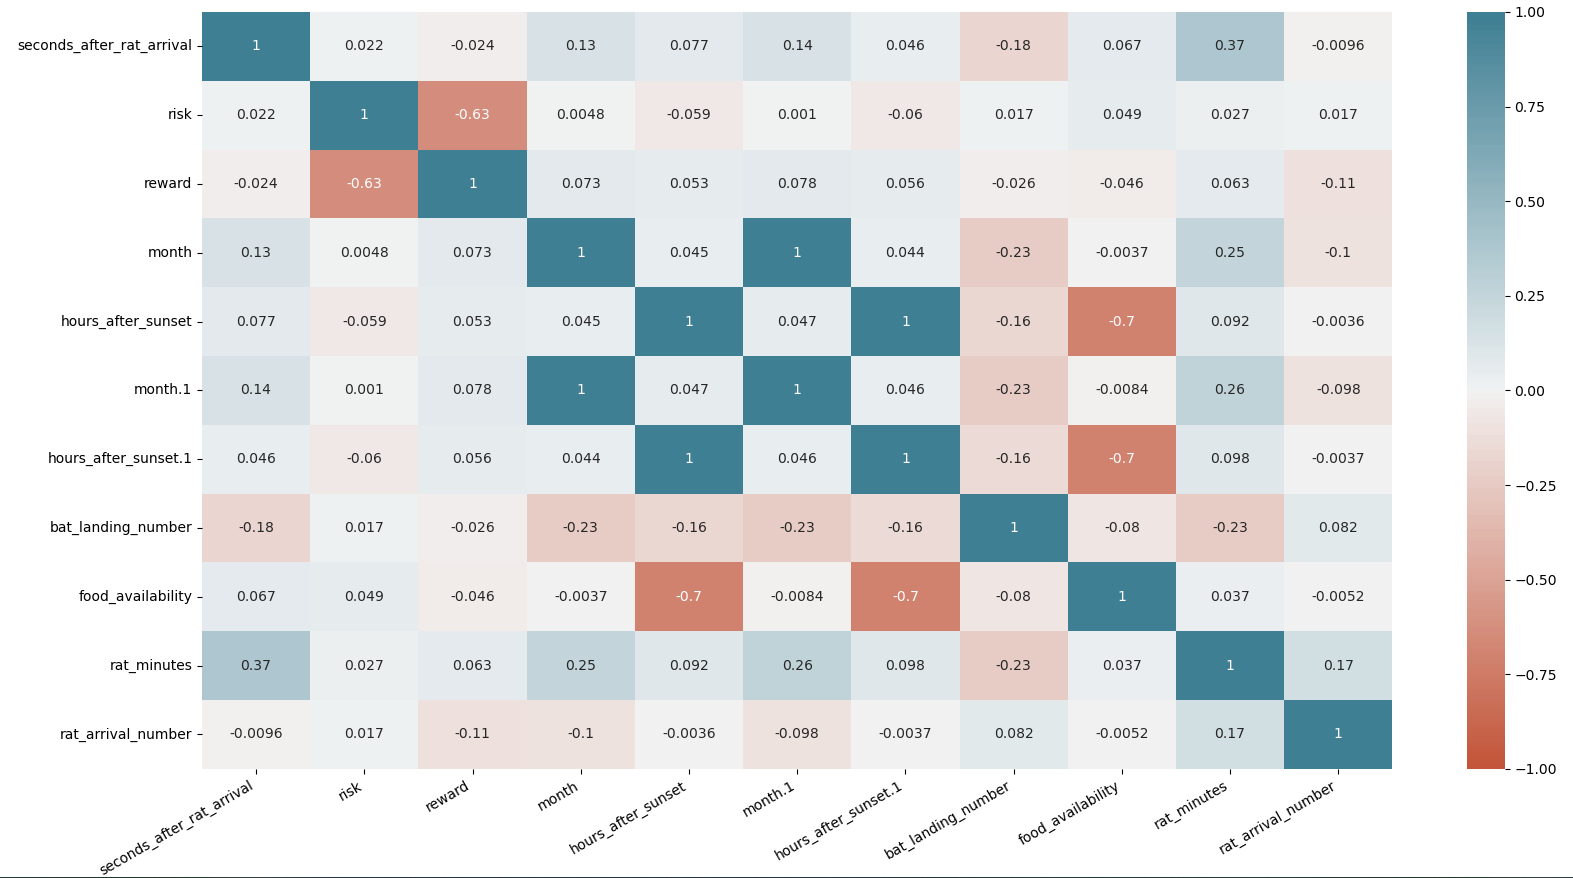 seconds_after_rat_arrival 1 0.022 -0.024 0.13 0.077 0.14 0.046 -0.18 0.067 0.37 -0.0096
risk 0.022 1 -0.63 0.0048 -0.059 0.001 -0.06 0.017 0.049 0.027 0.017
reward -0.024 -0.63 1 0.073 0.053 0.078 0.056 -0.026 -0.046 0.063 -0.11
month 0.13 0.0048 0.073 1 0.045 1 0.044 -0.23 -0.0037 0.25 -0.1
hours_after_sunset 0.077 -0.059 0.053 0.045 1 0.047 1 -0.16 -0.7 0.092 -0.0036
month.1 0.14 0.001 0.078 1 0.047 1 0.046 -0.23 -0.0084 0.26 -0.098
hours_after_sunset.1 0.046 -0.06 0.056 0.044 1 0.046 1 -0.16 -0.7 0.098 -0.0037
bat_landing_number -0.18 0.017 -0.026 -0.23 -0.16 -0.23 -0.16 1 -0.08 -0.23 0.082
food_availability 0.067 0.049 -0.046 -0.0037 -0.7 -0.0084 -0.7 -0.08 1 0.037 -0.0052
rat_minutes 0.37 0.027 0.063 0.25 0.092 0.26 0.098 -0.23 0.037 1 0.17
rat_arrival_number -0.0096 0.017 -0.11 -0.1 -0.0036 -0.098 -0.0037 0.082 -0.0052 0.17 1
seconds_after_rat_arrival
risk
reward
month
hours_after_sunset
month.1
hours_after_sunset.1
bat_landing_number
food_availability
rat_minutes
rat_arrival_number
1.00
0.75
0.50
0.25
0.00
−0.25
−0.50
−0.75
−1.00